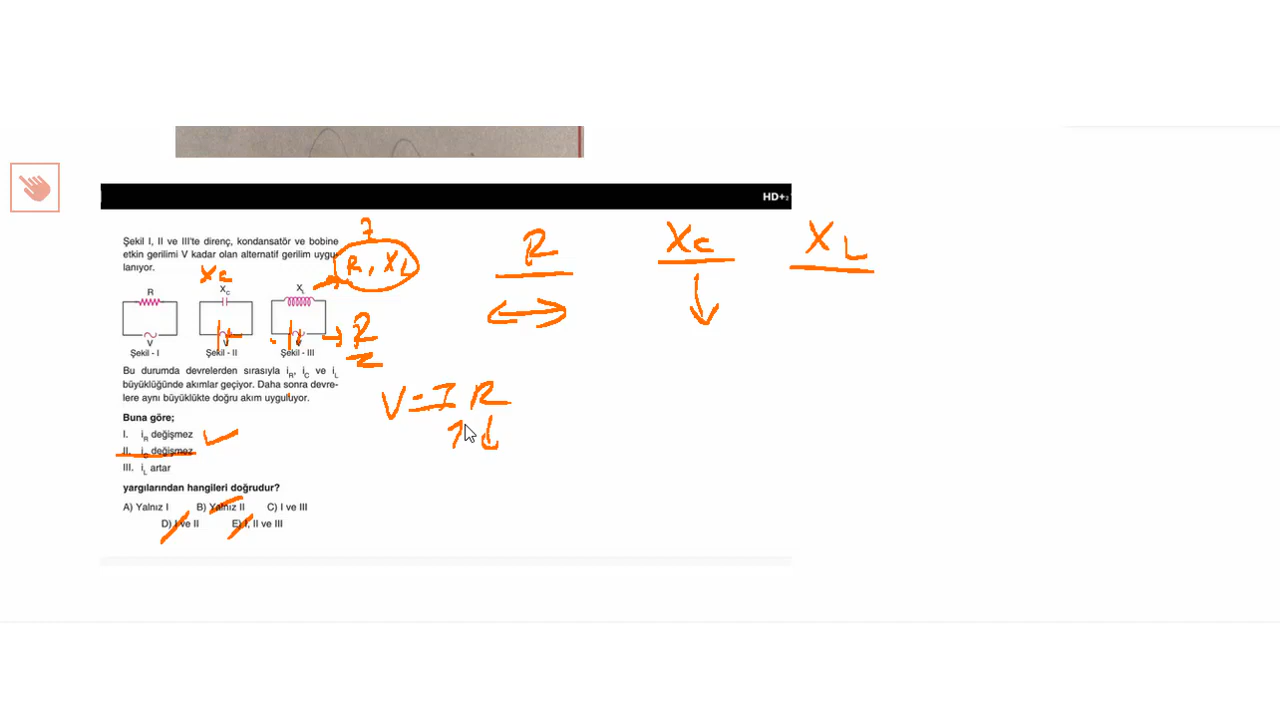 HD+2
Şekil I, II ve III'te direnç, kondansatör ve bobine
etkin gerilimi V kadar olan alternatif gerilim uygu-
lanıyor.
R
XC
XL
V
V
V
Şekil - I
Şekil - II
Şekil - III
Bu durumda devrelerden sırasıyla iR, iC ve iL
büyüklüğünde akımlar geçiyor. Daha sonra devre-
lere aynı büyüklükte doğru akım uygulıuyor.
Buna göre;
I. iR değişmez
II. iC değişmez
III. iL artar
yargılarından hangileri doğrudur?
A) Yalnız I B) Yalnız II C) I ve III
D) I ve II E) I, II ve III
XC
R, XL
R
V = I R
R XC XL